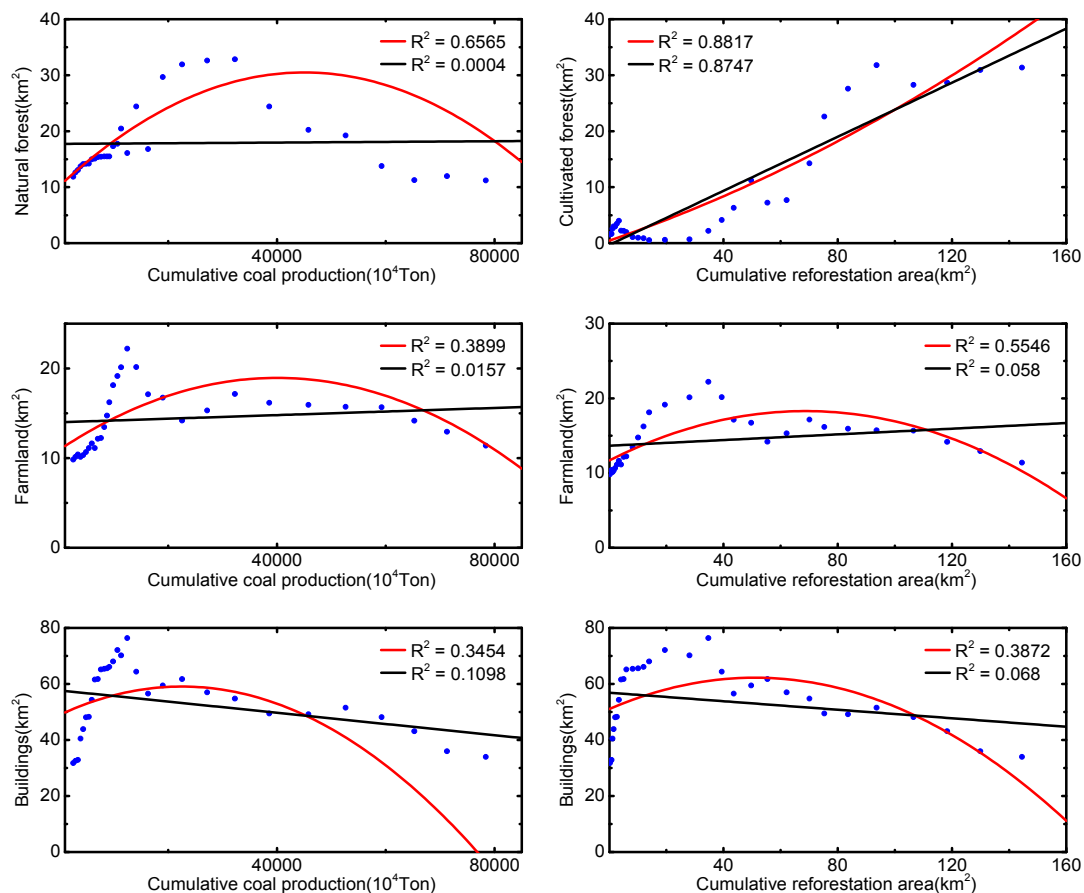 40
30
20
10
0
Natural forest(km²)
R² = 0.6565
R² = 0.0004
40000
80000
Cumulative coal production(10⁴Ton)
40
30
20
10
0
Cultivated forest(km²)
R² = 0.8817
R² = 0.8747
40
80
120
160
Cumulative reforestation area(km²)
20
10
0
Farmland(km²)
R² = 0.3899
R² = 0.0157
40000
80000
Cumulative coal production(10⁴Ton)
30
20
10
0
Farmland(km²)
R² = 0.5546
R² = 0.058
40
80
120
160
Cumulative reforestation area(km²)
80
60
40
20
0
Buildings(km²)
R² = 0.3454
R² = 0.1098
40000
80000
Cumulative coal production(10⁴Ton)
80
60
40
20
0
Buildings(km²)
R² = 0.3872
R² = 0.068
40
80
120
160
Cumulative reforestation area(km²)